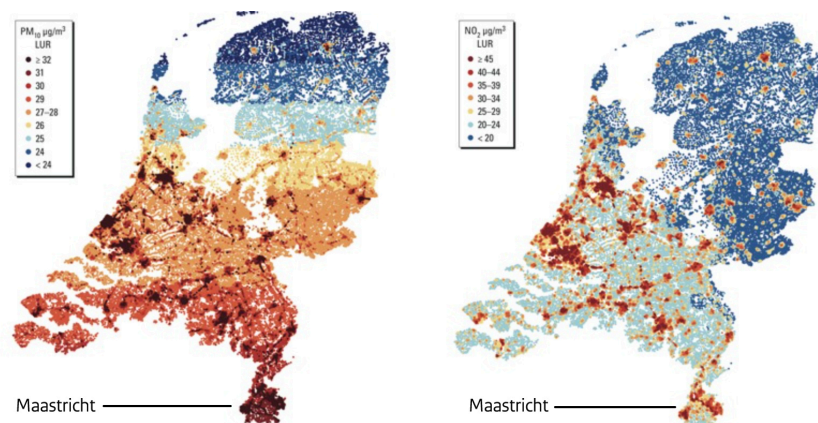 PM₁₀ µg/m³
LUR
≥ 32
31
30
29
27–28
26
25
24
< 24
Maastricht
NO₂ µg/m³
LUR
≥ 45
40–44
35–39
30–34
25–29
20–24
< 20
Maastricht